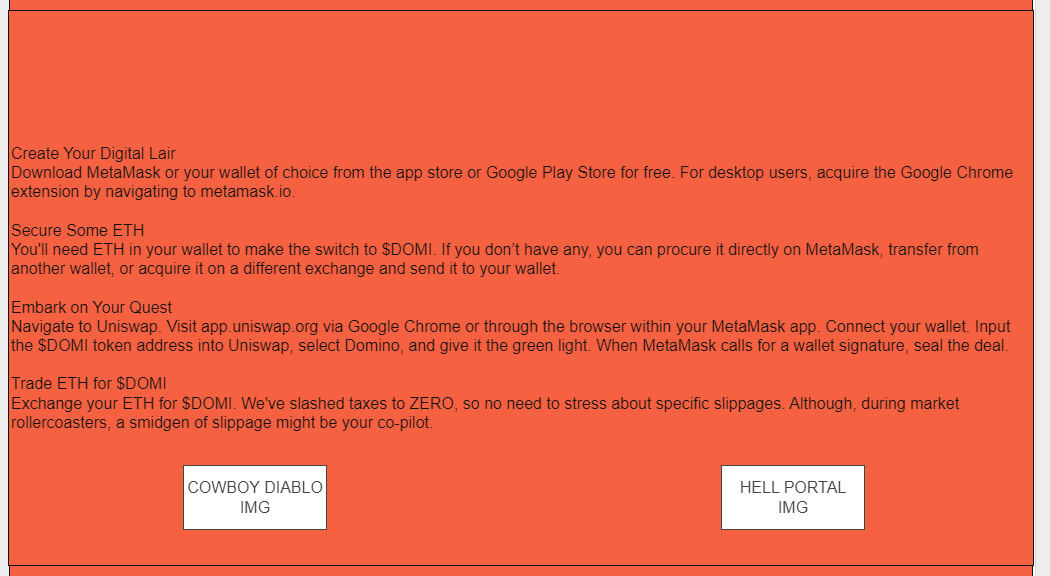 Create Your Digital Lair
Download MetaMask or your wallet of choice from the app store or Google Play Store for free. For desktop users, acquire the Google Chrome
extension by navigating to metamask.io.
Secure Some ETH
You'll need ETH in your wallet to make the switch to $DOMI. If you don’t have any, you can procure it directly on MetaMask, transfer from
another wallet, or acquire it on a different exchange and send it to your wallet.
Embark on Your Quest
Navigate to Uniswap. Visit app.uniswap.org via Google Chrome or through the browser within your MetaMask app. Connect your wallet. Input
the $DOMI token address into Uniswap, select Domino, and give it the green light. When MetaMask calls for a wallet signature, seal the deal.
Trade ETH for $DOMI
Exchange your ETH for $DOMI. We've slashed taxes to ZERO, so no need to stress about specific slippages. Although, during market
rollercoasters, a smidgen of slippage might be your co-pilot.
COWBOY DIABLO
IMG
HELL PORTAL
IMG